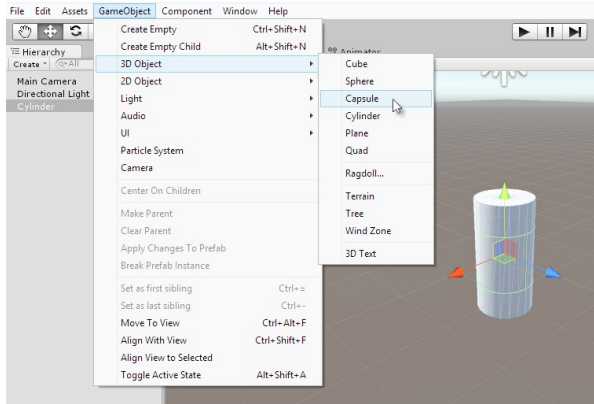 File Edit Assets GameObject Component Window Help
Hierarchy
Create All
Main Camera
Directional Light
Cylinder
Create Empty Ctrl+Shift+N
Create Empty Child Alt+Shift+N
3D Object
2D Object
Light
Audio
UI
Particle System
Camera
Center On Children
Make Parent
Clear Parent
Apply Changes To Prefab
Break Prefab Instance
Set as first sibling Ctrl+=
Set as last sibling Ctrl+-
Move To View Ctrl+Alt+F
Align With View Ctrl+Shift+F
Align View to Selected
Toggle Active State Alt+Shift+A
Animator
Cube
Sphere
Capsule
Cylinder
Plane
Quad
Ragdoll...
Terrain
Tree
Wind Zone
3D Text